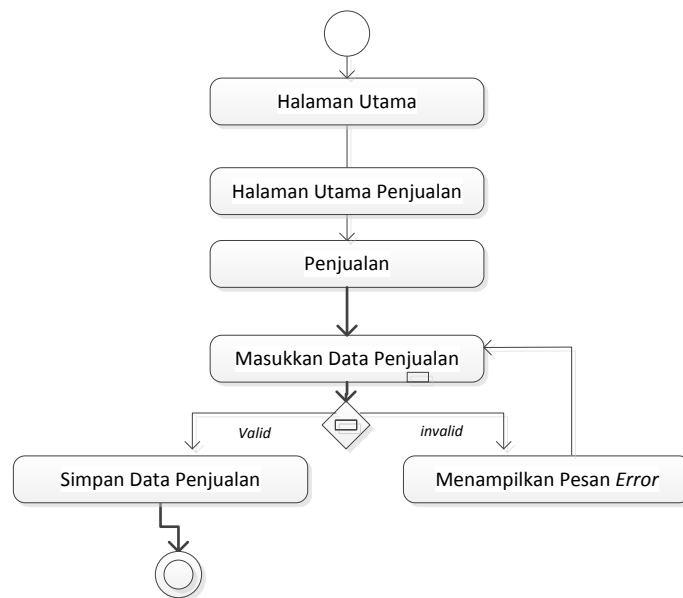 Halaman Utama
Halaman Utama Penjualan
Penjualan
Masukkan Data Penjualan
Valid
invalid
Simpan Data Penjualan
Menampilkan Pesan Error